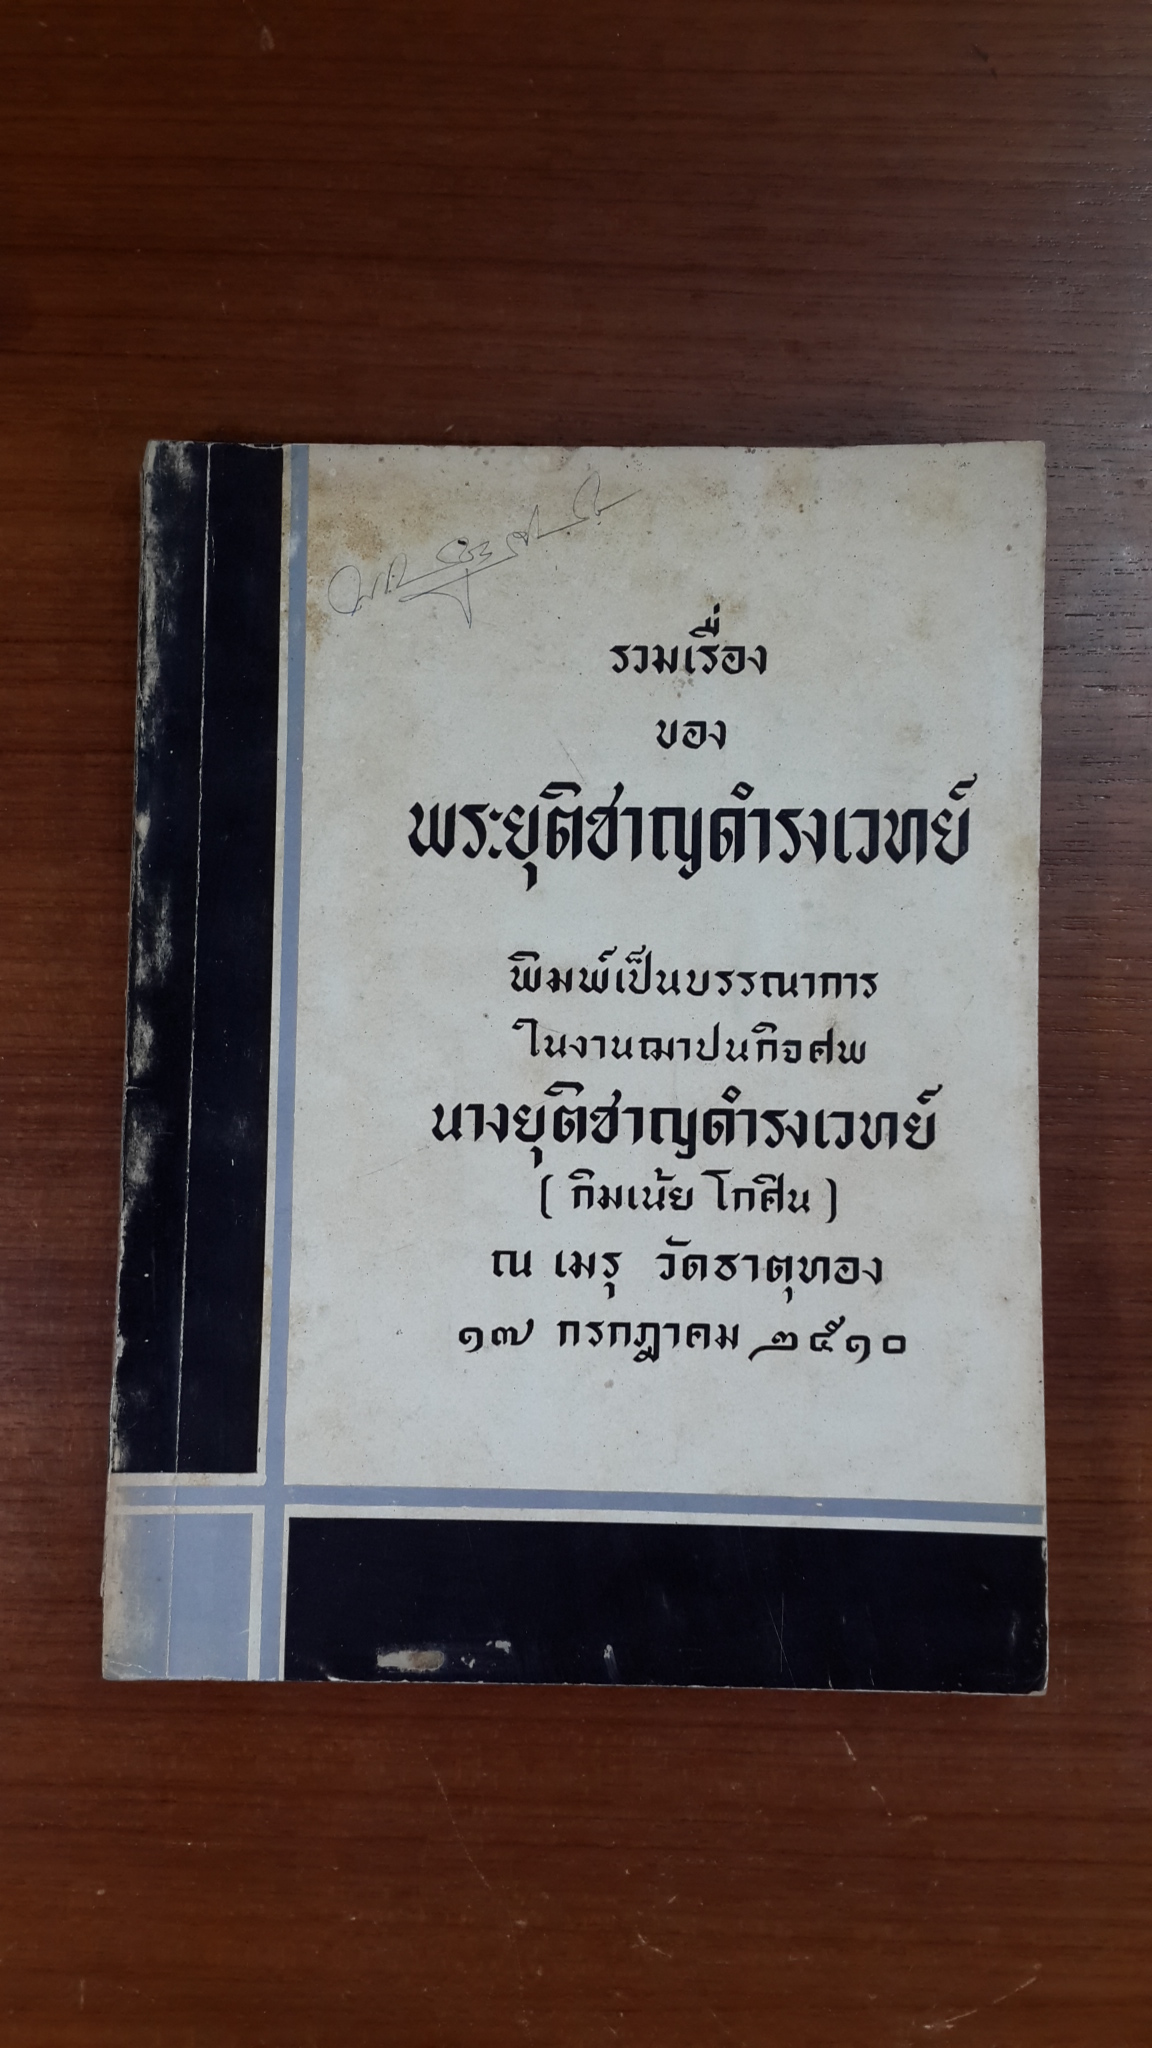 รวมเรื่อง
ของ
พระยุติชาญดำรงเวทย์
พิมพ์เป็นบรรณาการ
ในงานฌาปนกิจศพ
นางยุติชาญดำรงเวทย์
( กิมเน้ย โกศิน )
ณ เมรุ วัดธาตุทอง
๑๗ กรกฎาคม ๒๕๑๐